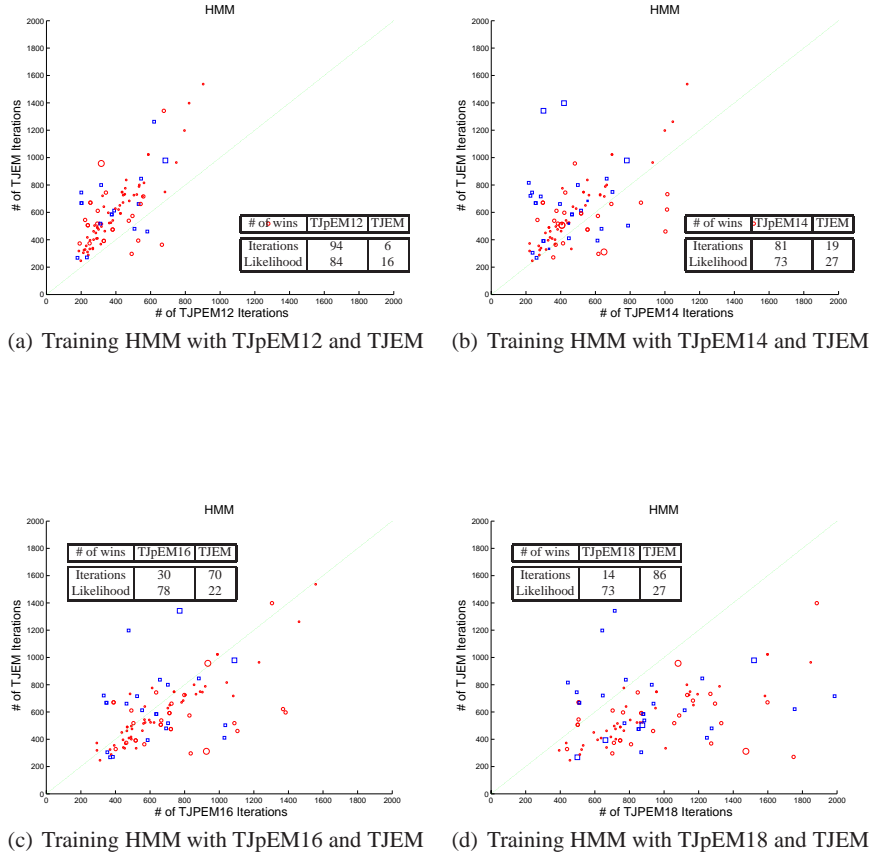 HMM
2000
1800
1600
1400
1200
1000
800
600
400
200
0
# of TJEM Iterations
# of wins TJpEM12 TJEM
Iterations 94 6
Likelihood 84 16
0 200 400 600 800 1000 1200 1400 1600 1800 2000
# of TJPEM12 Iterations
(a) Training HMM with TJpEM12 and TJEM
HMM
2000
1800
1600
1400
1200
1000
800
600
400
200
0
# of TJEM Iterations
# of wins TJpEM14 TJEM
Iterations 81 19
Likelihood 73 27
0 200 400 600 800 1000 1200 1400 1600 1800 2000
# of TJPEM14 Iterations
(b) Training HMM with TJpEM14 and TJEM
HMM
2000
1800
1600
1400
1200
1000
800
600
400
200
0
# of TJEM Iterations
# of wins TJpEM16 TJEM
Iterations 30 70
Likelihood 78 22
0 200 400 600 800 1000 1200 1400 1600 1800 2000
# of TJPEM16 Iterations
(c) Training HMM with TJpEM16 and TJEM
HMM
2000
1800
1600
1400
1200
1000
800
600
400
200
0
# of TJEM Iterations
# of wins TJpEM18 TJEM
Iterations 14 86
Likelihood 73 27
0 200 400 600 800 1000 1200 1400 1600 1800 2000
# of TJPEM18 Iterations
(d) Training HMM with TJpEM18 and TJEM